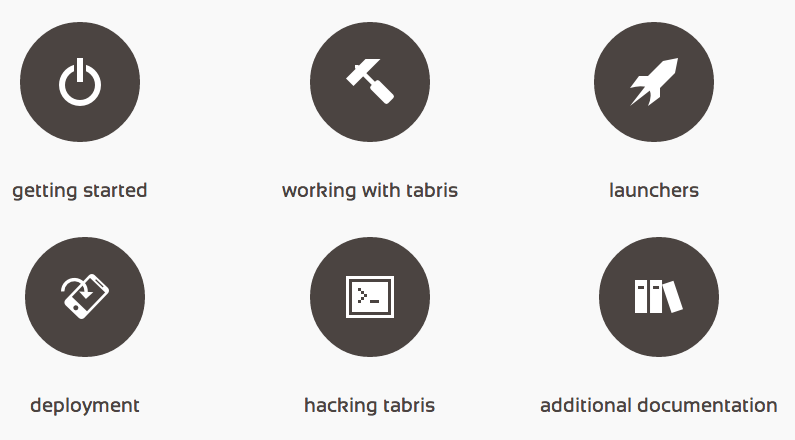 getting started
working with tabris
launchers
>_
deployment
hacking tabris
additional documentation